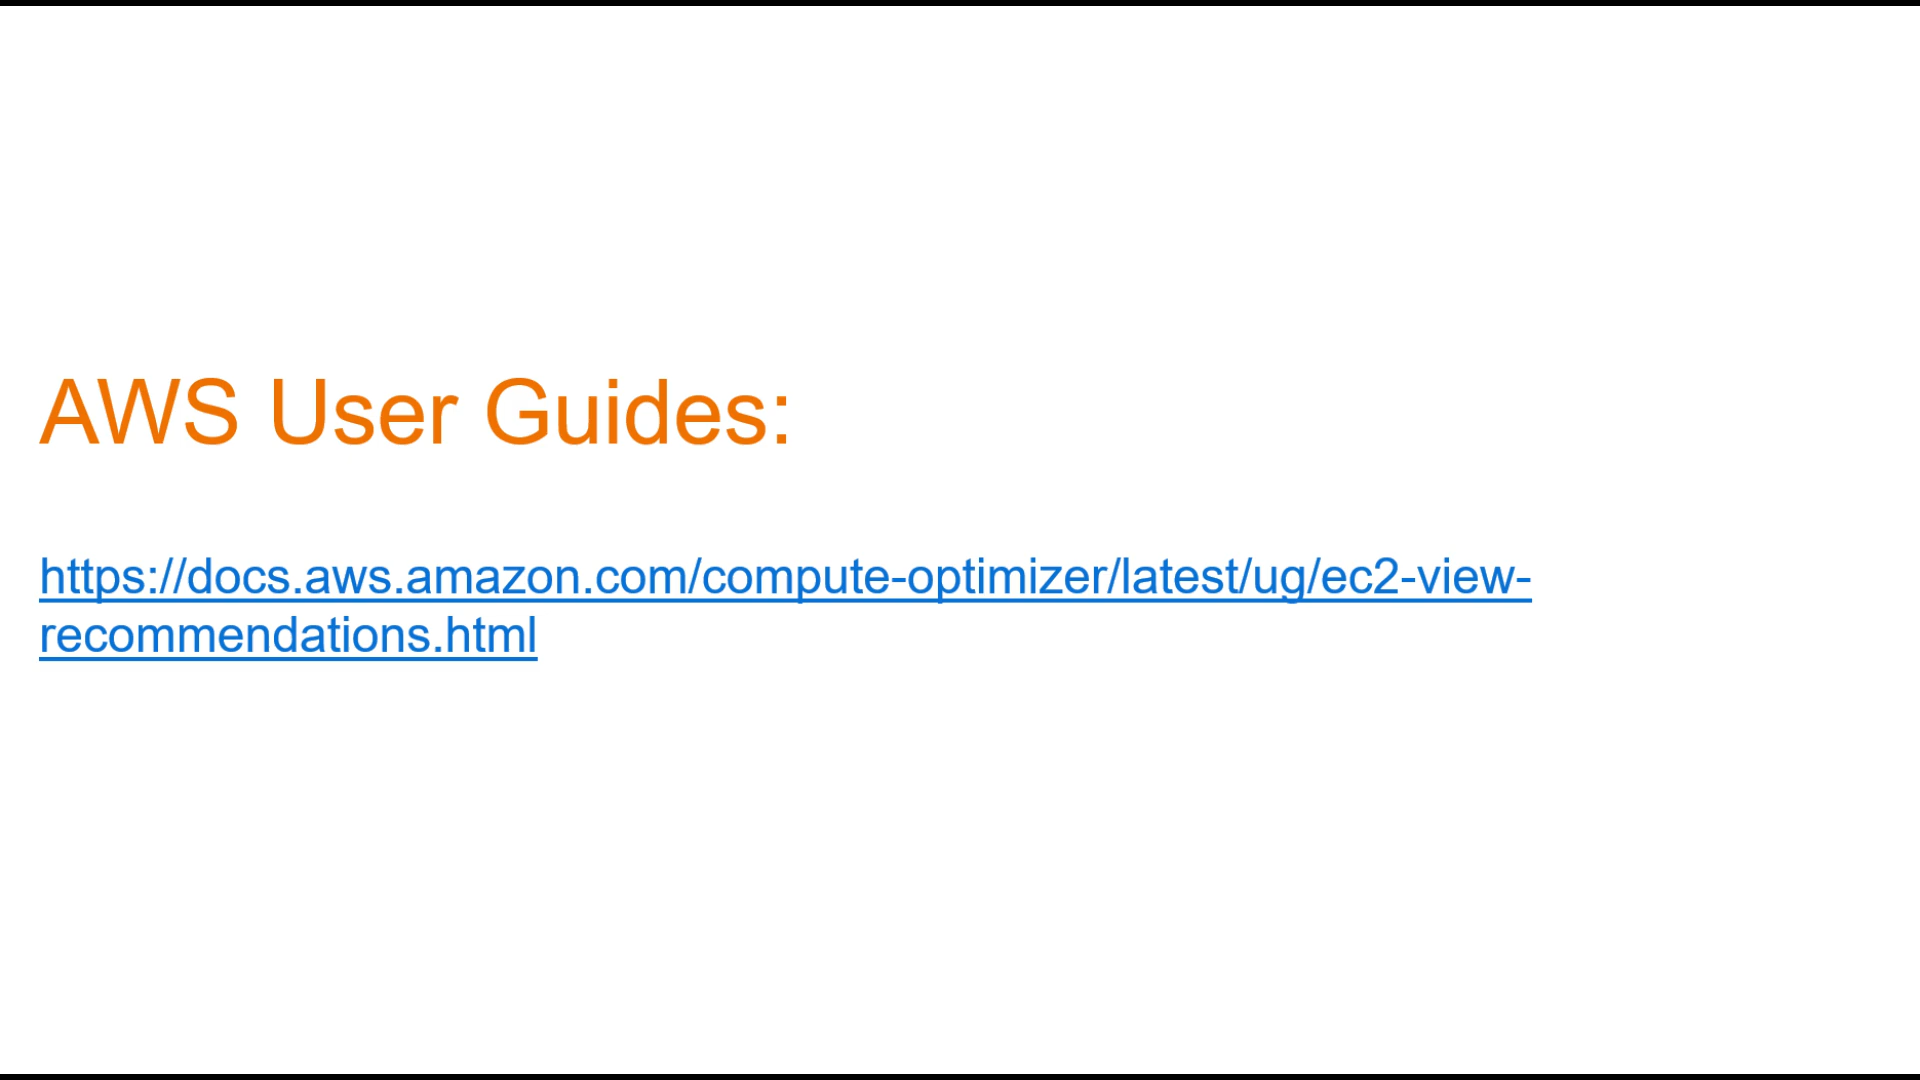 AWS User Guides:
https://docs.aws.amazon.com/compute-optimizer/latest/ug/ec2-view-
recommendations.html